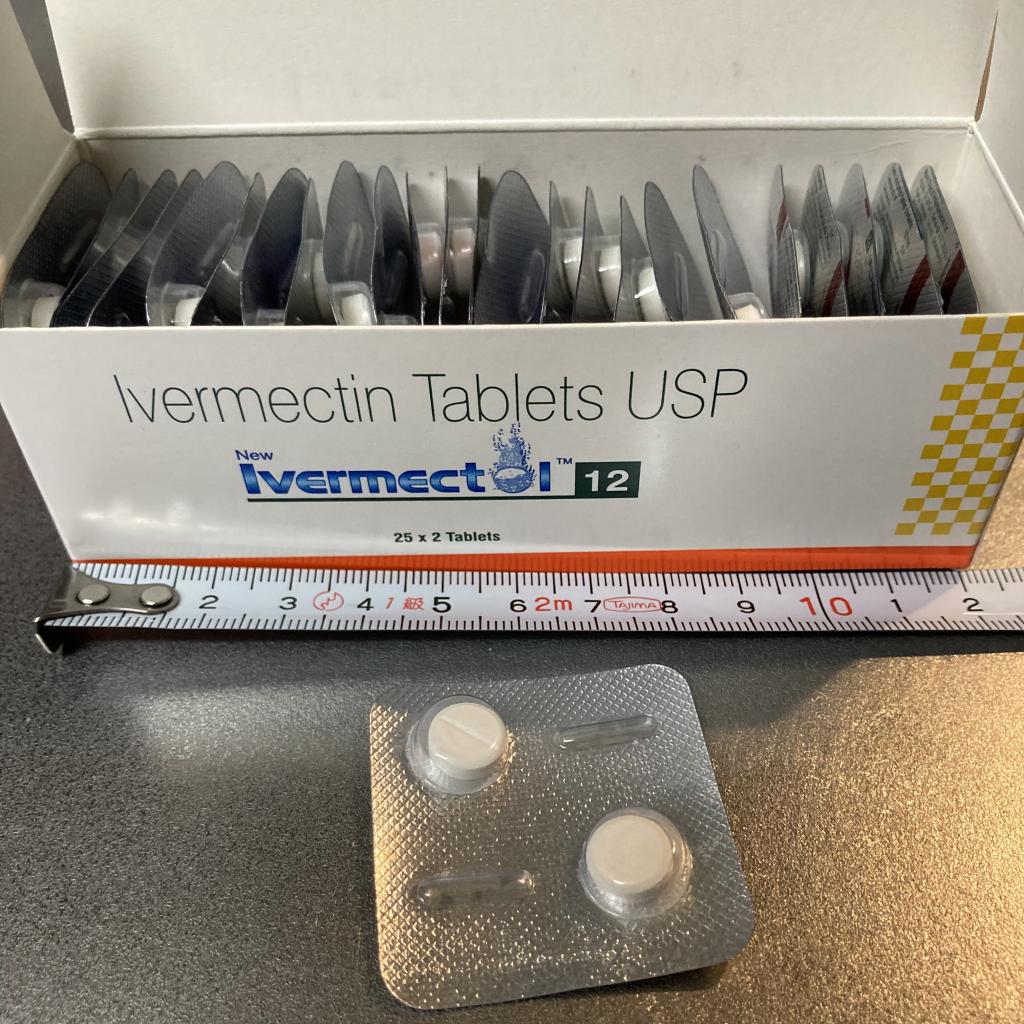 Ivermectin Tablets USP
New
Ivermectol™ 12
25 x 2 Tablets
2 3 4 1級 5 6 2m 7 TAJIMA 8 9 10 1 2